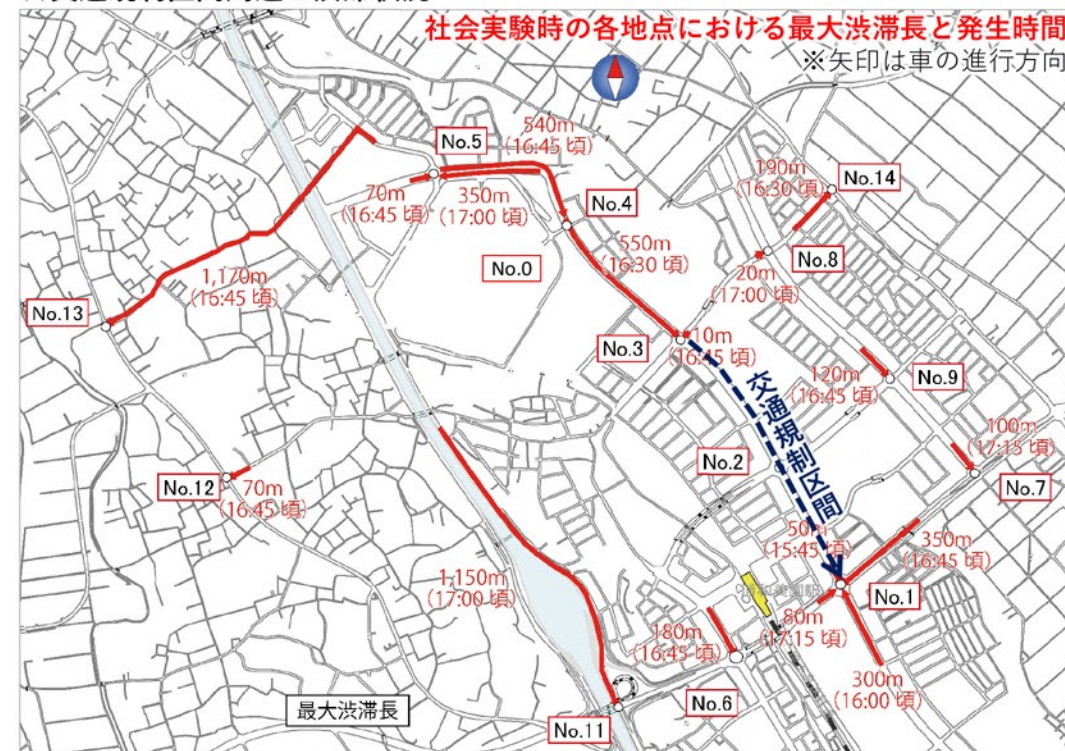 社会実験時の各地点における最大渋滞長と発生時間
※矢印は車の進行方向
No.5
540m
(16:45 頃)
70m
(16:45 頃)
350m
(17:00 頃)
No.4
190m
(16:30 頃)
No.14
No.0
550m
(16:30 頃)
20m
(17:00 頃)
No.8
1,170m
(16:45 頃)
No.13
No.3
10m
(16:45 頃)
120m
(16:45 頃)
No.9
交通規制区間
No.2
100m
(17:15 頃)
No.7
No.12
70m
(16:45 頃)
50m
(15:45 頃)
350m
(16:45 頃)
1,150m
(17:00 頃)
No.1
80m
(17:15 頃)
180m
(16:45 頃)
300m
(16:00 頃)
最大渋滞長
No.11
No.6